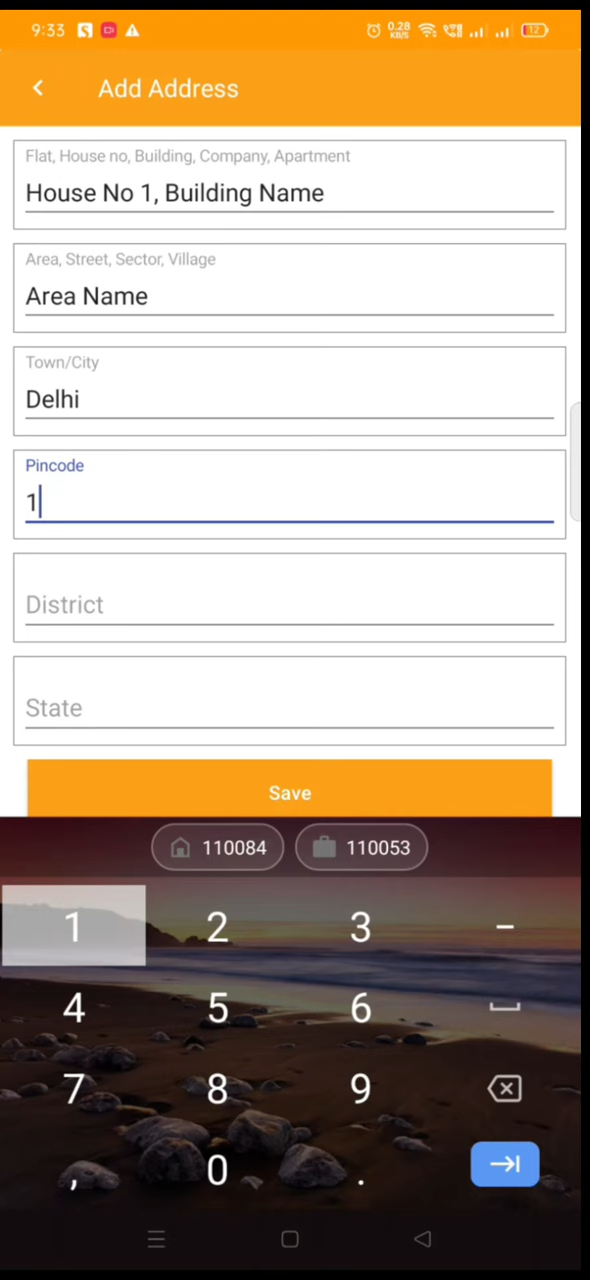 9:33 0.28 KB/S 12
Add Address
Flat, House no, Building, Company, Apartment
House No 1, Building Name
Area, Street, Sector, Village
Area Name
Town/City
Delhi
Pincode
1
District
State
Save
110084 110053
1 2 3 -
4 5 6
7 8 9
, 0 .